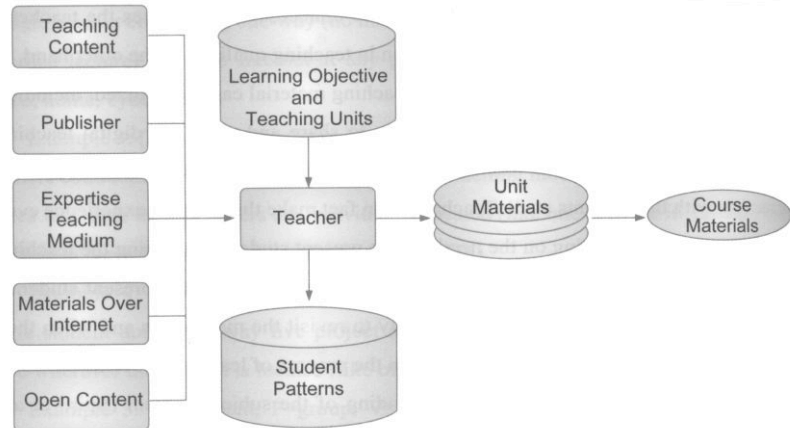 Teaching
Content
Publisher
Expertise
Teaching
Medium
Materials Over
Internet
Open Content
Learning Objective
and
Teaching Units
Teacher
Student
Patterns
Unit
Materials
Course
Materials